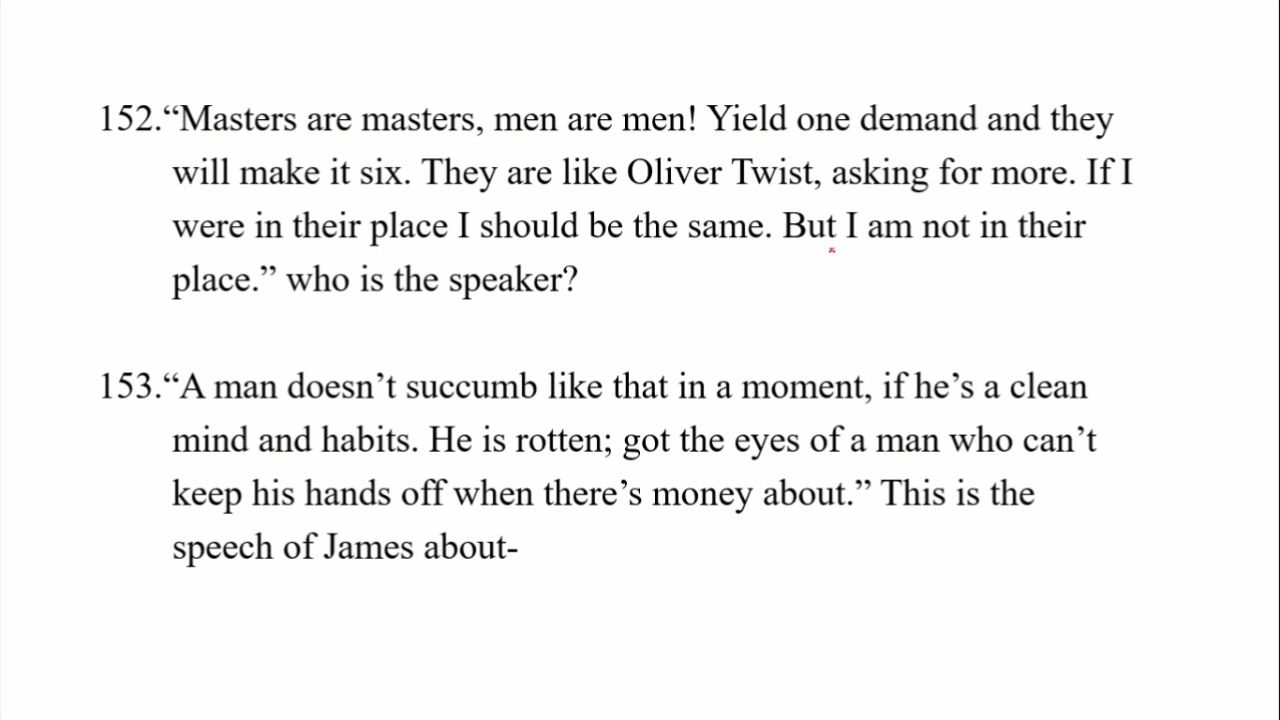 152.“Masters are masters, men are men! Yield one demand and they
will make it six. They are like Oliver Twist, asking for more. If I
were in their place I should be the same. But I am not in their
place.” who is the speaker?
153.“A man doesn’t succumb like that in a moment, if he’s a clean
mind and habits. He is rotten; got the eyes of a man who can’t
keep his hands off when there’s money about.” This is the
speech of James about-